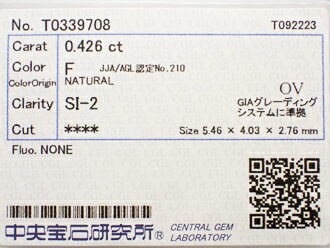 No. T0339708 T092223
Carat 0.426 ct
Color F JJA/AGL認定No.210
ColorOrigin NATURAL
Clarity SI-2 OV
GIAグレーディング
システムに準拠
Cut **** Size 5.46 × 4.03 × 2.76 mm
Fluo. NONE
中央宝石研究所® CENTRAL GEM
LABORATORY